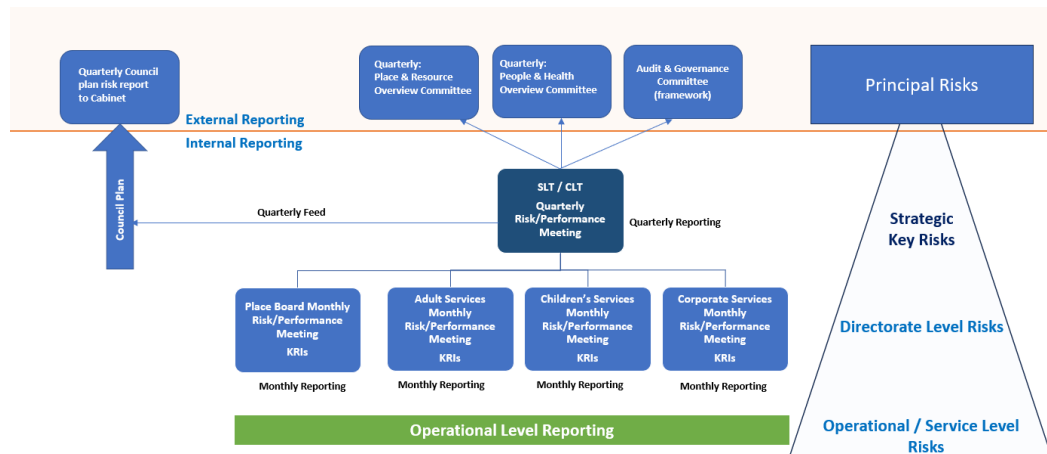 Quarterly Council
plan risk report
to Cabinet
Quarterly:
Place & Resource
Overview Committee
Quarterly:
People & Health
Overview Committee
Audit & Governance
Committee
(framework)
Principal Risks
External Reporting
Internal Reporting
Council Plan
Quarterly Feed
SLT / CLT
Quarterly
Risk/Performance
Meeting
Quarterly Reporting
Strategic
Key Risks
Place Board Monthly
Risk/Performance
Meeting
KRIs
Adult Services
Monthly
Risk/Performance
Meeting
KRIs
Children's Services
Monthly
Risk/Performance
Meeting
KRIs
Corporate Services
Monthly
Risk/Performance
Meeting
KRIs
Directorate Level Risks
Monthly Reporting
Monthly Reporting
Monthly Reporting
Monthly Reporting
Operational Level Reporting
Operational / Service Level
Risks